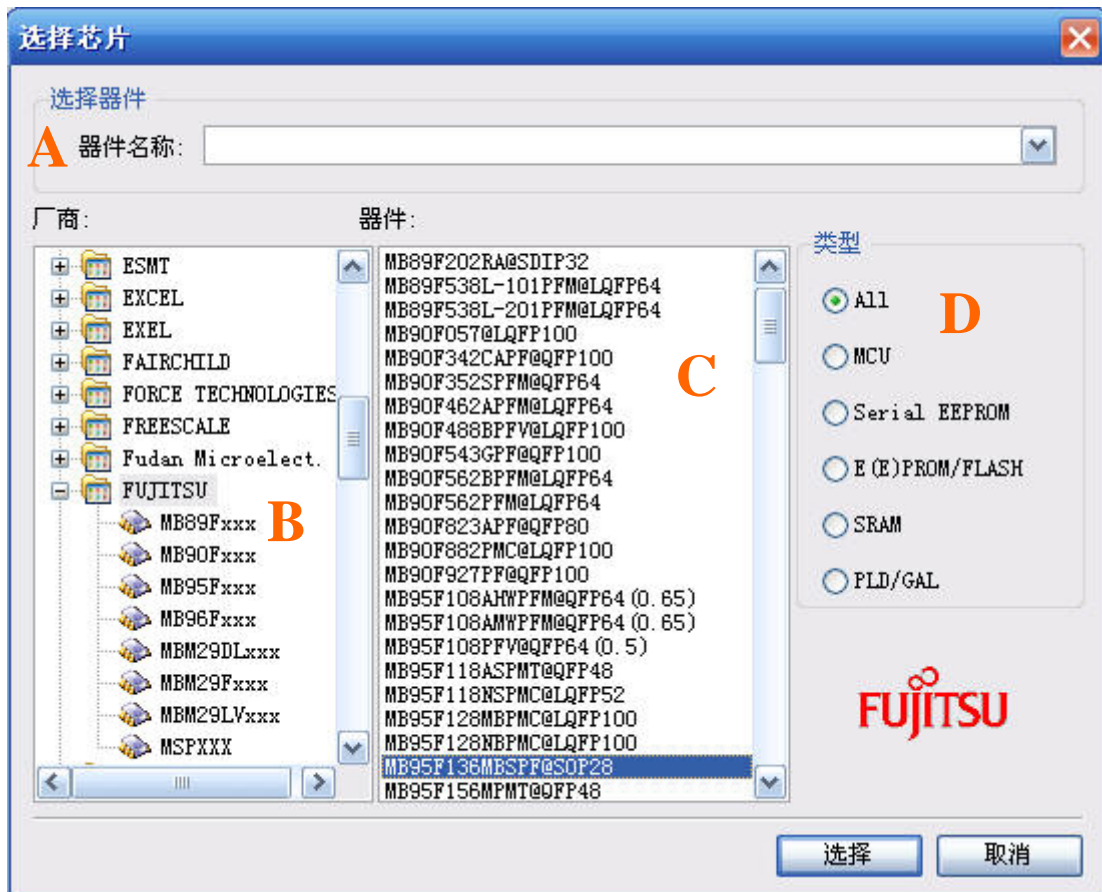 选择芯片
选择器件
A 器件名称:
厂商:
器件:
ESMT
EXCEL
EXEL
FAIRCHILD
FORCE TECHNOLOGIES
FREESCALE
Fudan Microelect.
FUJITSU
MB89Fxxx
MB90Fxxx
MB95Fxxx
MB96Fxxx
MBM29DLxxx
MBM29Fxxx
MBM29LVxxx
MSPXXX
B
MB89F202RA@SDIP32
MB89F538L-101PFM@LQFP64
MB89F538L-201PFM@LQFP64
MB90F057@LQFP100
MB90F342CAPF@QFP100
MB90F352SPFM@QFP64
MB90F462APFM@LQFP64
MB90F488BPFV@LQFP100
MB90F543GPF@QFP100
MB90F562BPFM@LQFP64
MB90F562PFM@LQFP64
MB90F823APF@QFP80
MB90F882PMC@LQFP100
MB90F927PF@QFP100
MB95F108AHWPFM@QFP64(0.65)
MB95F108AMWPFM@QFP64(0.65)
MB95F108PFV@QFP64(0.5)
MB95F118ASPMT@QFP48
MB95F118NSPMC@LQFP52
MB95F128MBPMC@LQFP100
MB95F128NBPMC@LQFP100
MB95F136MBSPF@SOP28
MB95F156MPMT@QFP48
C
类型
All
MCU
Serial EEPROM
E(E)PROM/FLASH
SRAM
PLD/GAL
D
FUJITSU
选择
取消